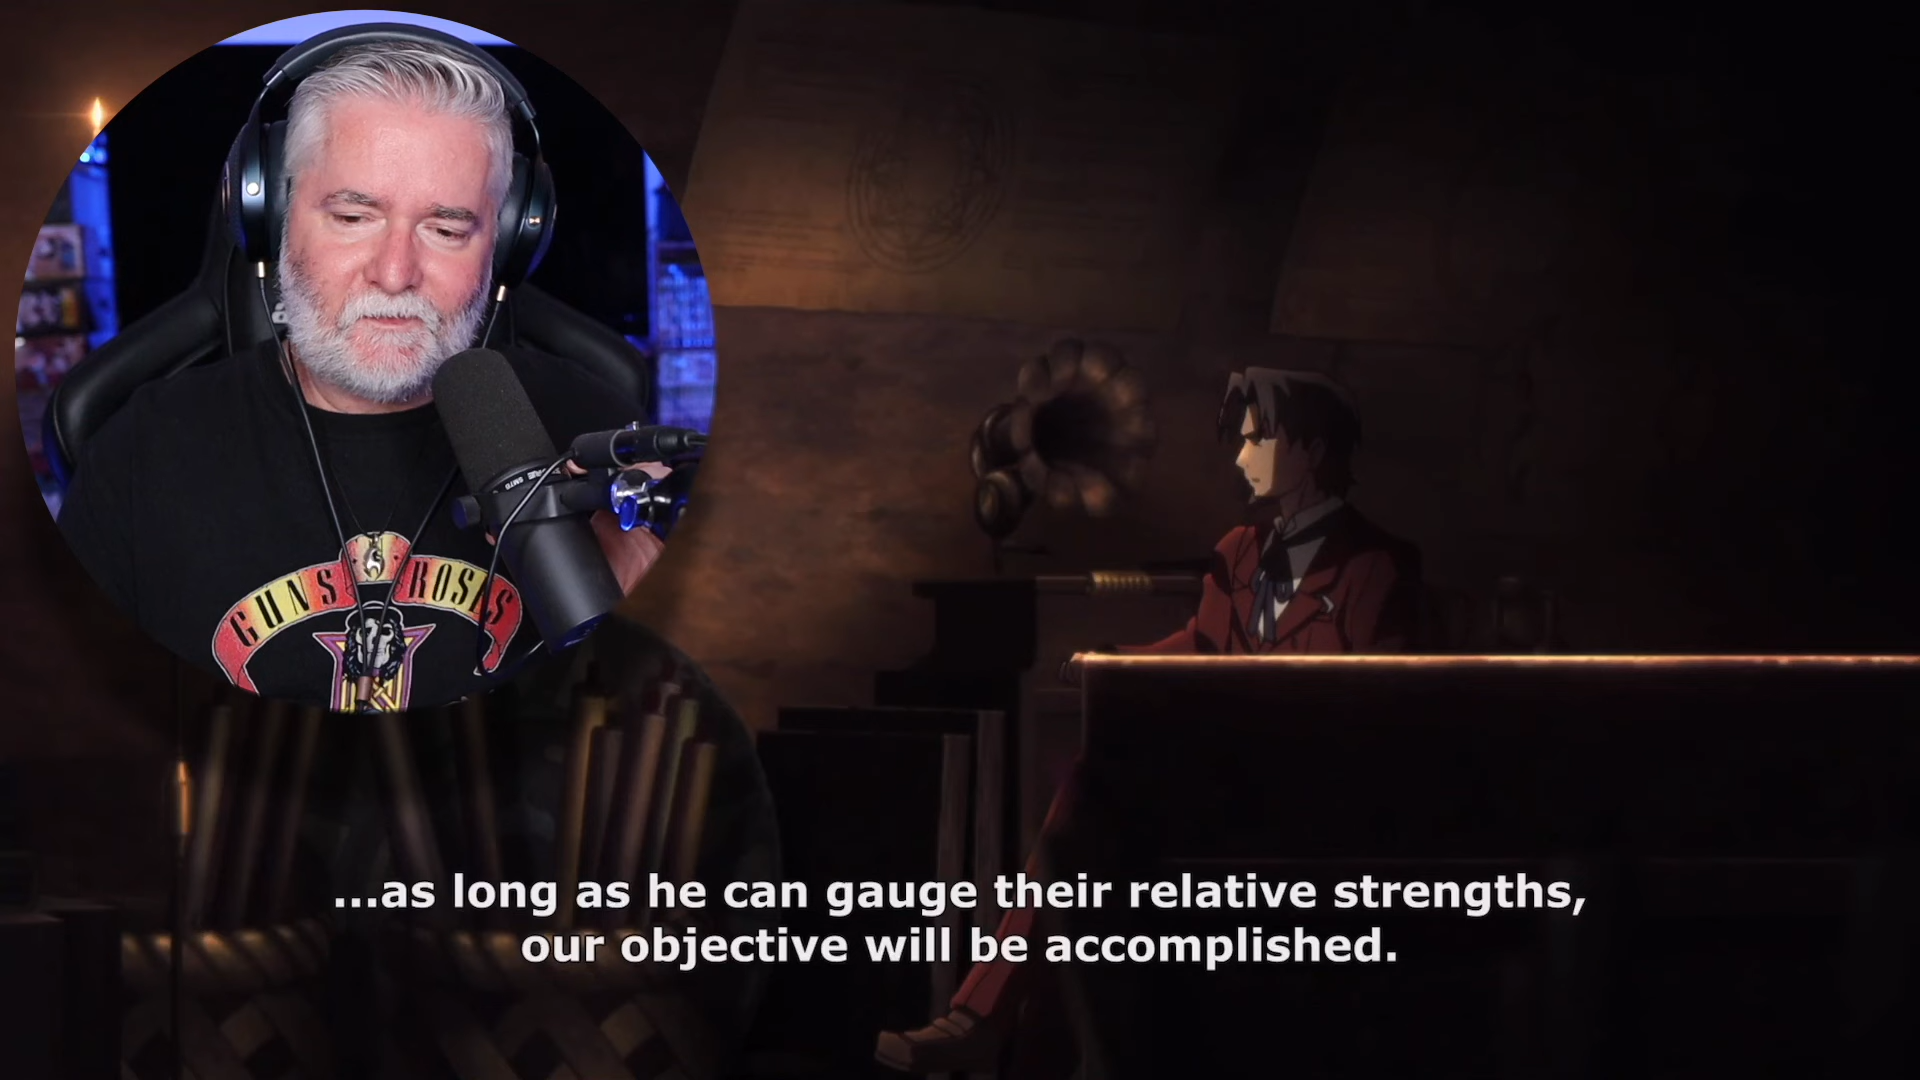 GUNS ROSES
...as long as he can gauge their relative strengths,
our objective will be accomplished.